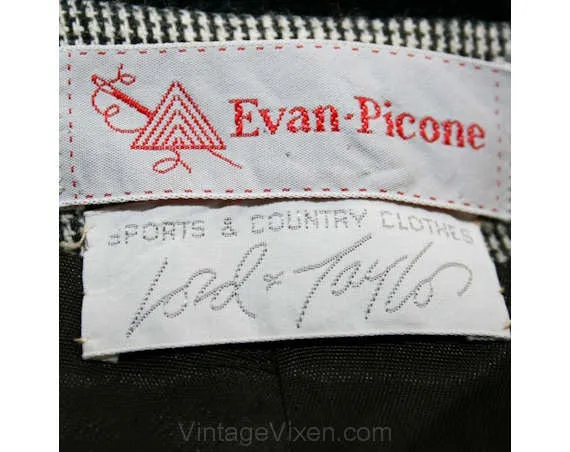 Evan-Picone
SPORTS & COUNTRY CLOTHES
Lord & Taylor
VintageVixen.com